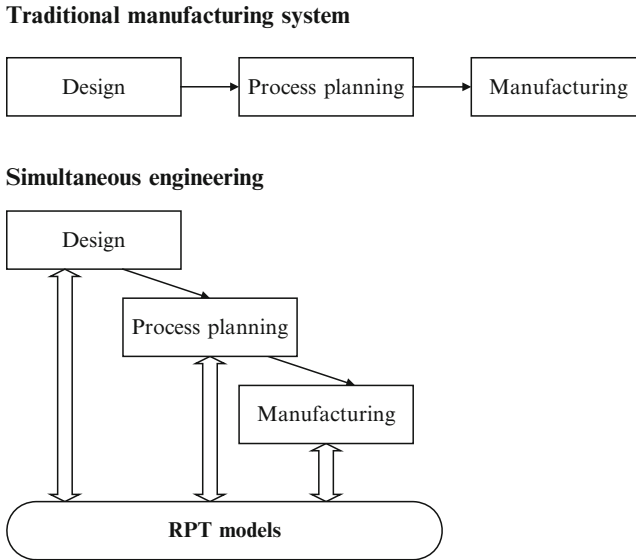 Traditional manufacturing system
Design
Process planning
Manufacturing
Simultaneous engineering
Design
Process planning
Manufacturing
RPT models